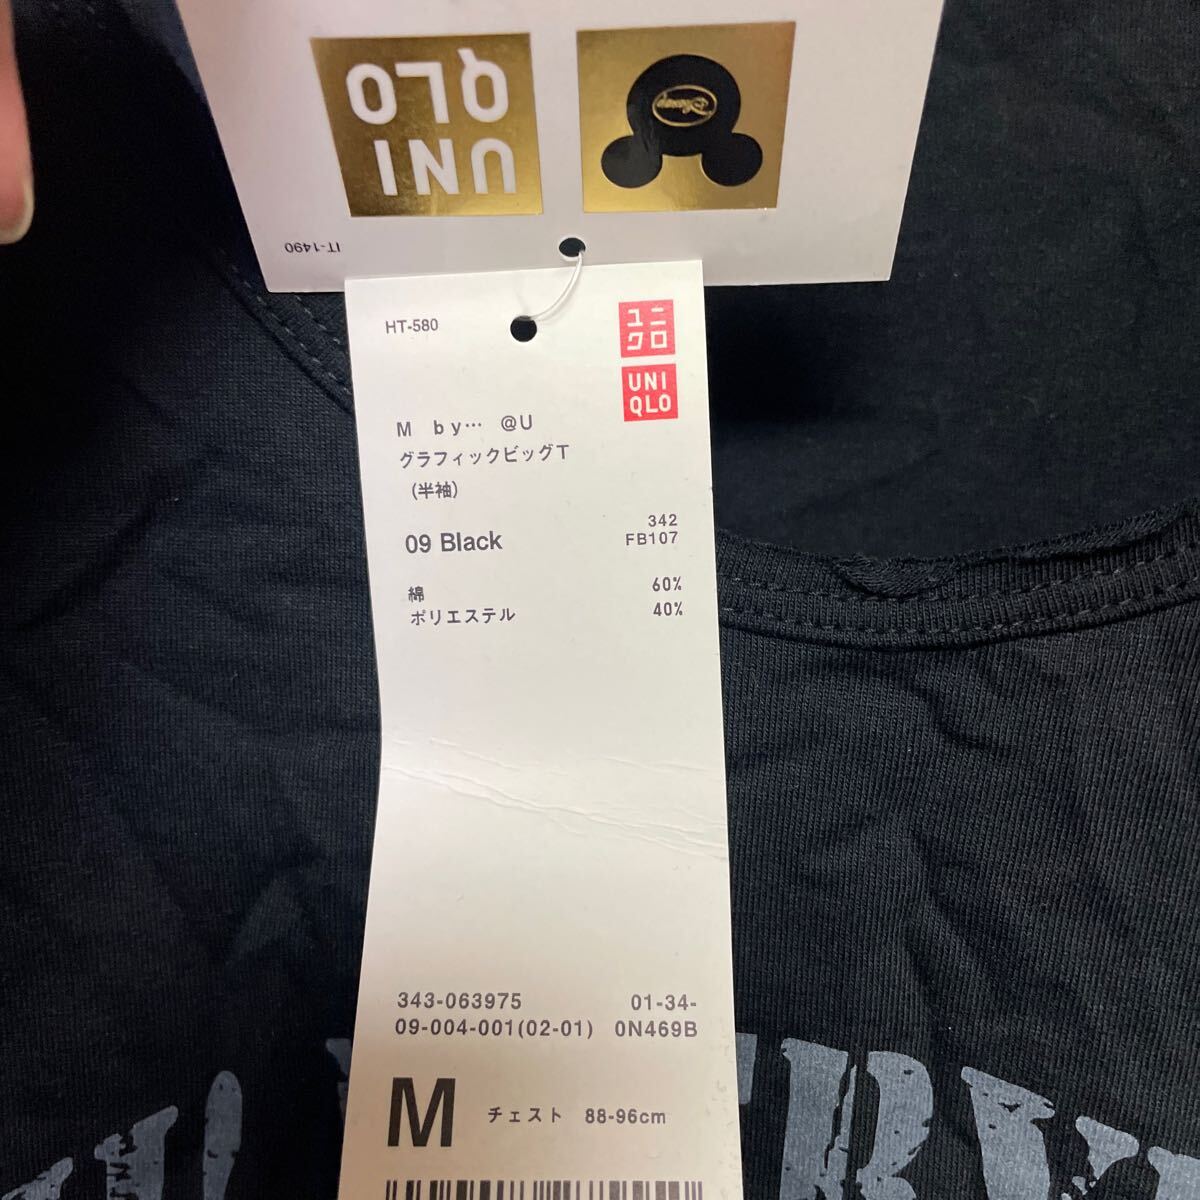 UNI
QLO
Disney
IT-1490
HT-580
ユニ
クロ
UNI
QLO
M by… @U
グラフィックビッグT
(半袖)
09 Black
342
FB107
綿 60%
ポリエステル 40%
343-063975 01-34-
09-004-001(02-01) 0N469B
M チェスト 88-96cm